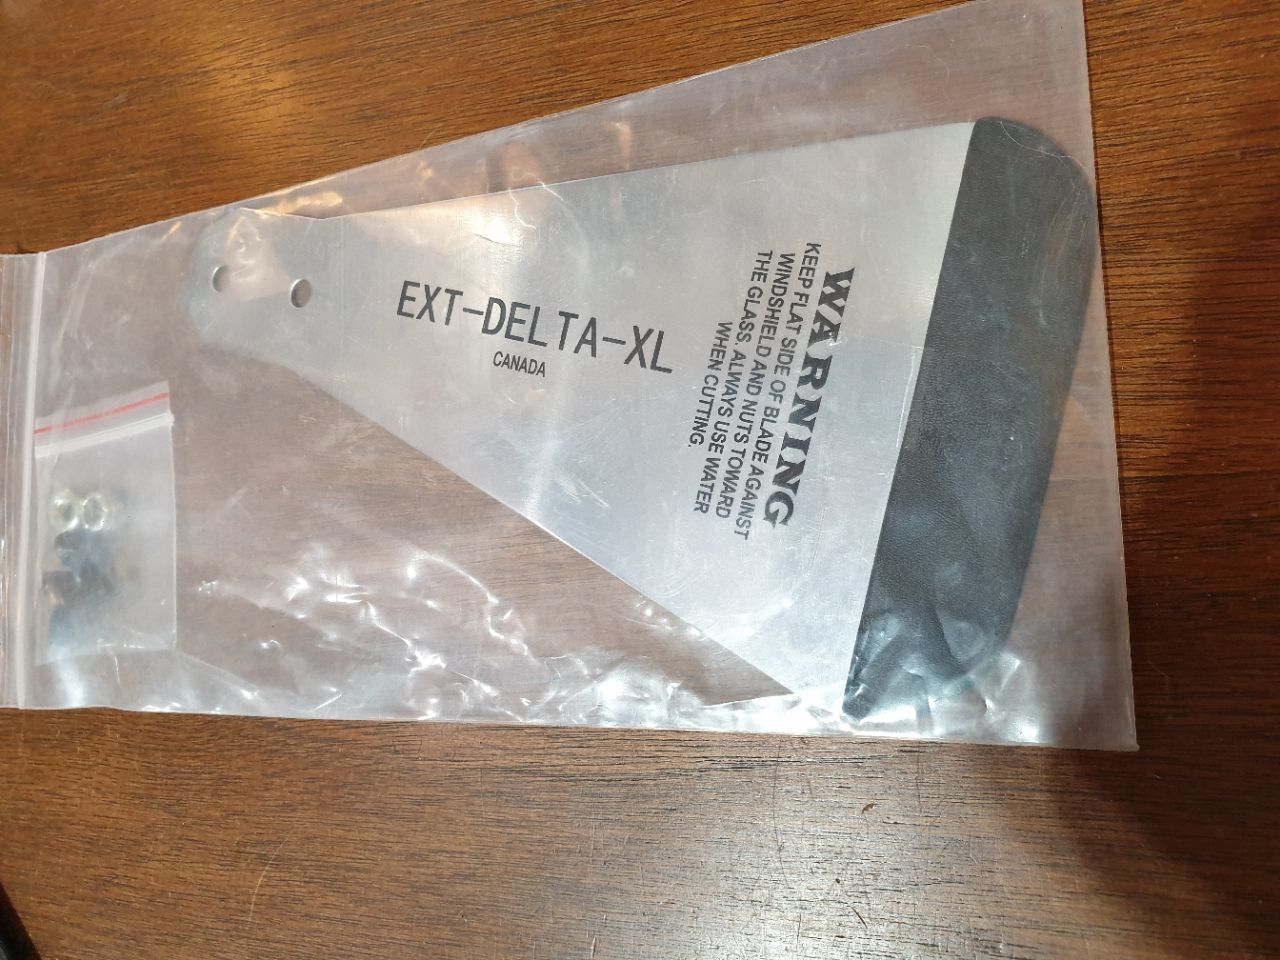 EXT-DELTA-XL
CANADA
WARNING
KEEP FLAT SIDE OF BLADE AGAINST
WINDSHIELD AND NUTS TOWARD
THE GLASS. ALWAYS USE WATER
WHEN CUTTING.